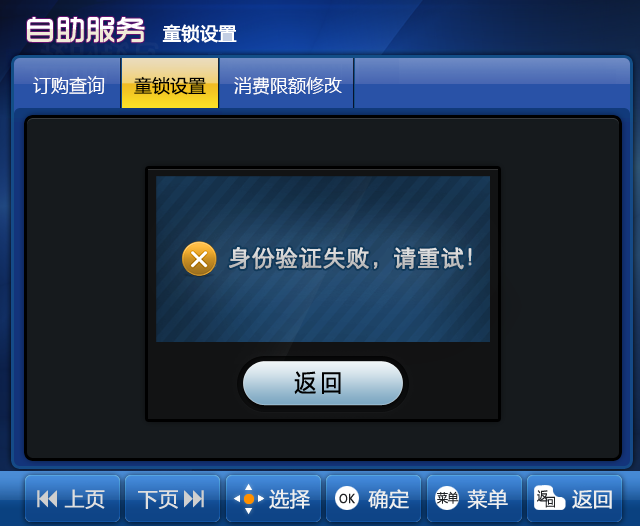 自助服务 童锁设置
订购查询 童锁设置 消费限额修改
身份验证失败，请重试！
返回
上页 下页 选择 OK 确定 菜单 菜单 返回 返回